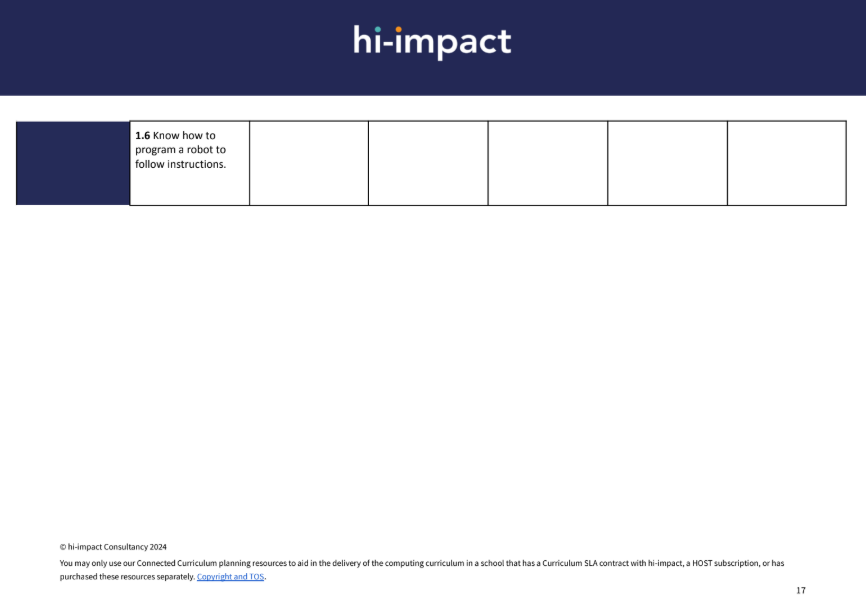 hi-impact
1.6 Know how to
program a robot to
follow instructions.
© hi-impact Consultancy 2024
You may only use our Connected Curriculum planning resources to aid in the delivery of the computing curriculum in a school that has a Curriculum SLA contract with hi-impact, a HOST subscription, or has
purchased these resources separately. Copyright and TOS.
17